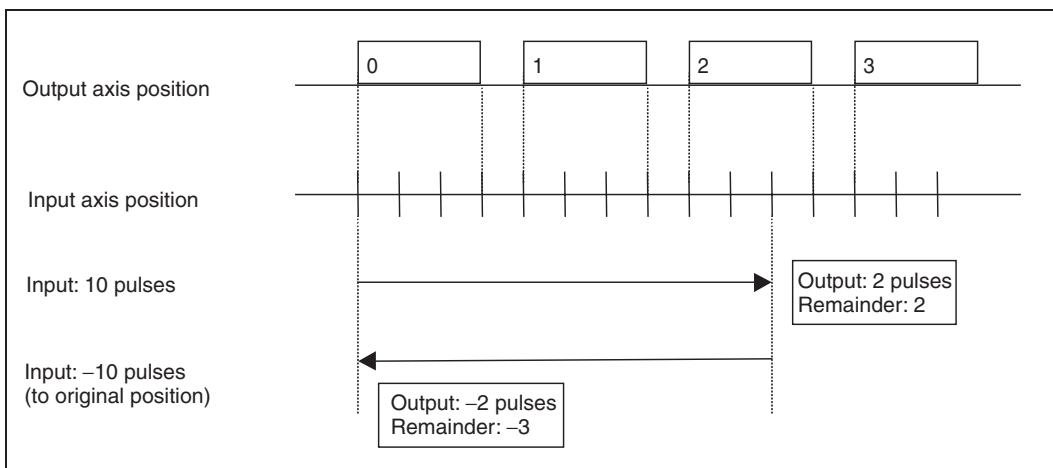 0
1
2
3
Output axis position
Input axis position
Input: 10 pulses
Output: 2 pulses
Remainder: 2
Input: –10 pulses
(to original position)
Output: –2 pulses
Remainder: –3